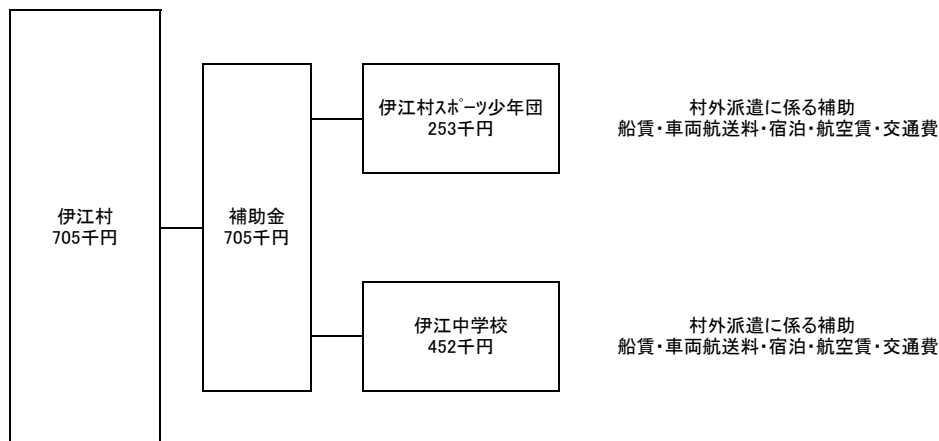 伊江村
705千円
補助金
705千円
伊江村ｽﾎﾟｰﾂ少年団
253千円
村外派遣に係る補助
船賃・車両航送料・宿泊・航空賃・交通費
伊江中学校
452千円
村外派遣に係る補助
船賃・車両航送料・宿泊・航空賃・交通費